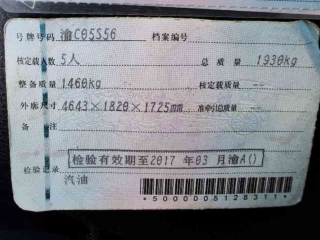 号牌号码 渝C05S56 档案编号
核定载人数 5人 总质量 1930kg
整备质量 1460kg 核定载质量 --
外廓尺寸 4643×1820×1725mm 准牵引总质量 --
备注
检验有效期至2017 年03 月渝A()
检验记录
汽油
*5000005128311*